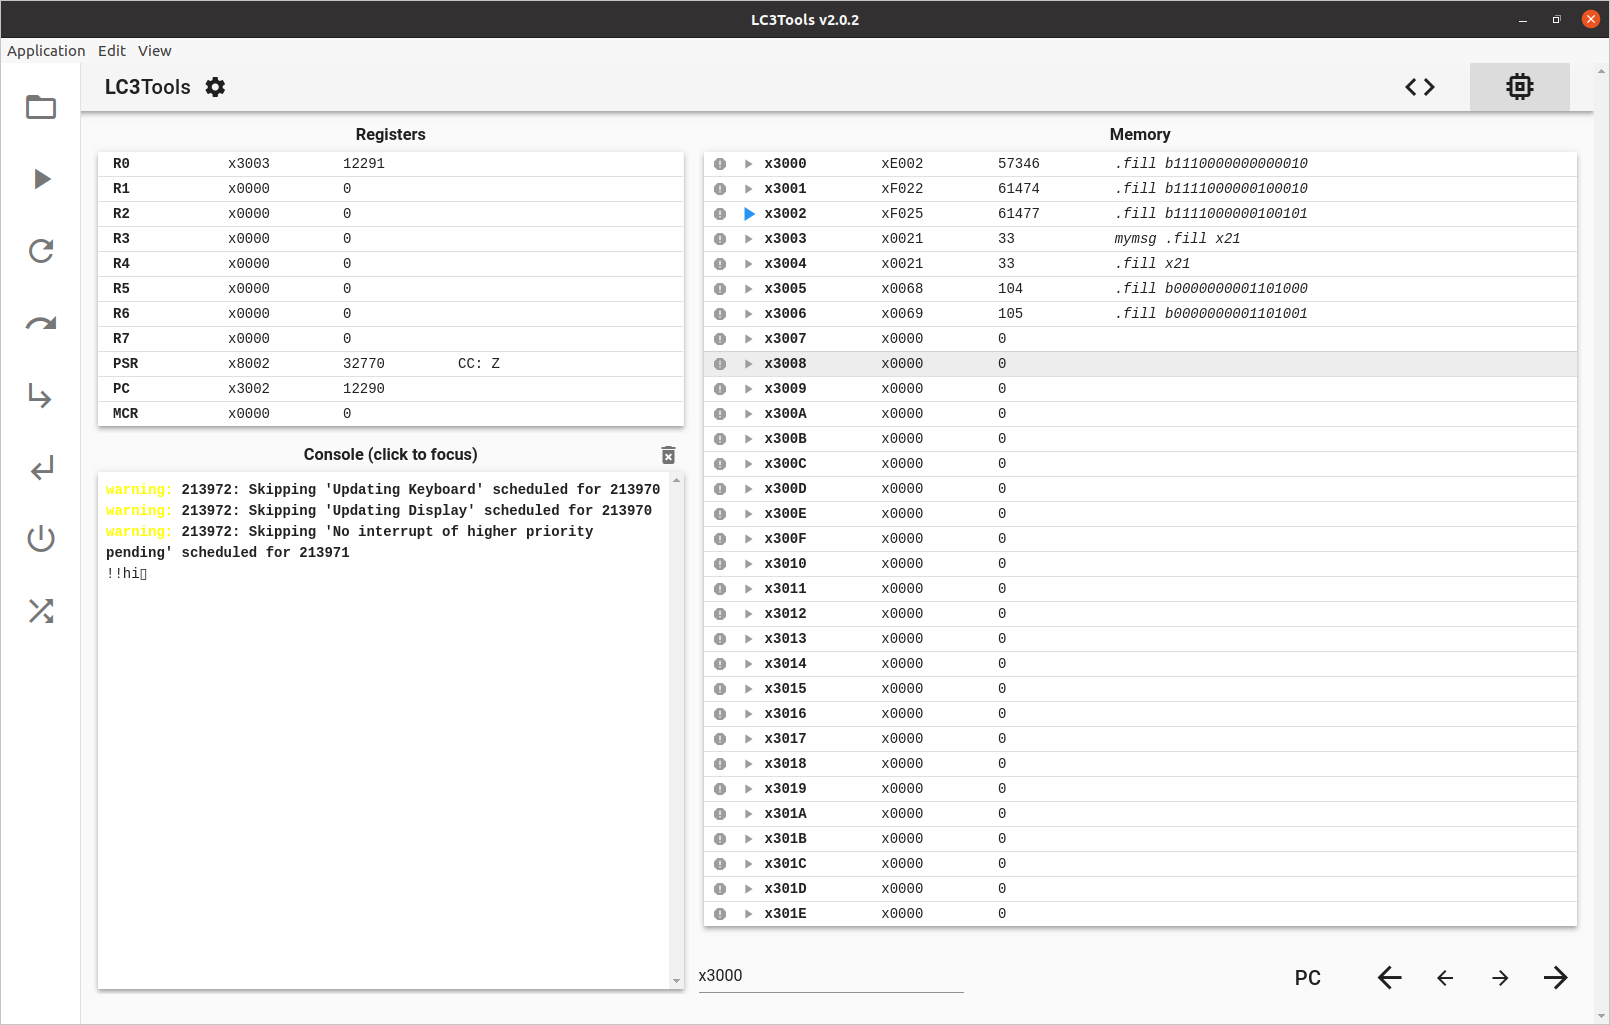 LC3Tools v2.0.2
Application Edit View
LC3Tools
Registers
R0 x3003 12291
R1 x0000 0
R2 x0000 0
R3 x0000 0
R4 x0000 0
R5 x0000 0
R6 x0000 0
R7 x0000 0
PSR x8002 32770 CC: Z
PC x3002 12290
MCR x0000 0
Console (click to focus)
warning: 213972: Skipping 'Updating Keyboard' scheduled for 213970
warning: 213972: Skipping 'Updating Display' scheduled for 213970
warning: 213972: Skipping 'No interrupt of higher priority
pending' scheduled for 213971
!!hi▯
Memory
x3000 xE002 57346 .fill b1110000000000010
x3001 xF022 61474 .fill b1111000000100010
x3002 xF025 61477 .fill b1111000000100101
x3003 x0021 33 mymsg .fill x21
x3004 x0021 33 .fill x21
x3005 x0068 104 .fill b0000000001101000
x3006 x0069 105 .fill b0000000001101001
x3007 x0000 0
x3008 x0000 0
x3009 x0000 0
x300A x0000 0
x300B x0000 0
x300C x0000 0
x300D x0000 0
x300E x0000 0
x300F x0000 0
x3010 x0000 0
x3011 x0000 0
x3012 x0000 0
x3013 x0000 0
x3014 x0000 0
x3015 x0000 0
x3016 x0000 0
x3017 x0000 0
x3018 x0000 0
x3019 x0000 0
x301A x0000 0
x301B x0000 0
x301C x0000 0
x301D x0000 0
x301E x0000 0
x3000
PC